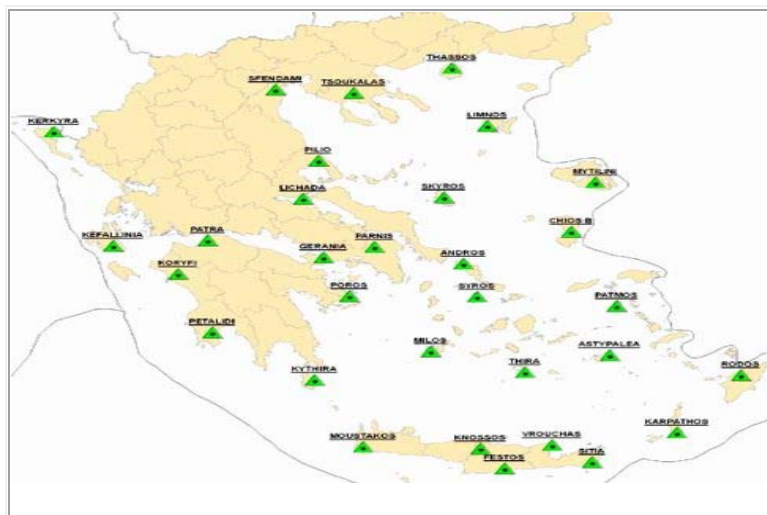 THASSOS
SFENDAMI
TSOUKALAS
KERKYRA
LIMNOS
PILIO
MYTILINI
LICHADA
SKYROS
CHIOS B
KEFALLINIA
PATRA
GERANIA
PARNIS
ANDROS
KORYFI
POROS
SYROS
PATMOS
PETALIDI
MILOS
ASTYPALEA
THIRA
RODOS
KYTHIRA
KARPATHOS
MOUSTAKOS
KNOSSOS
VROUCHAS
FESTOS
SITIA